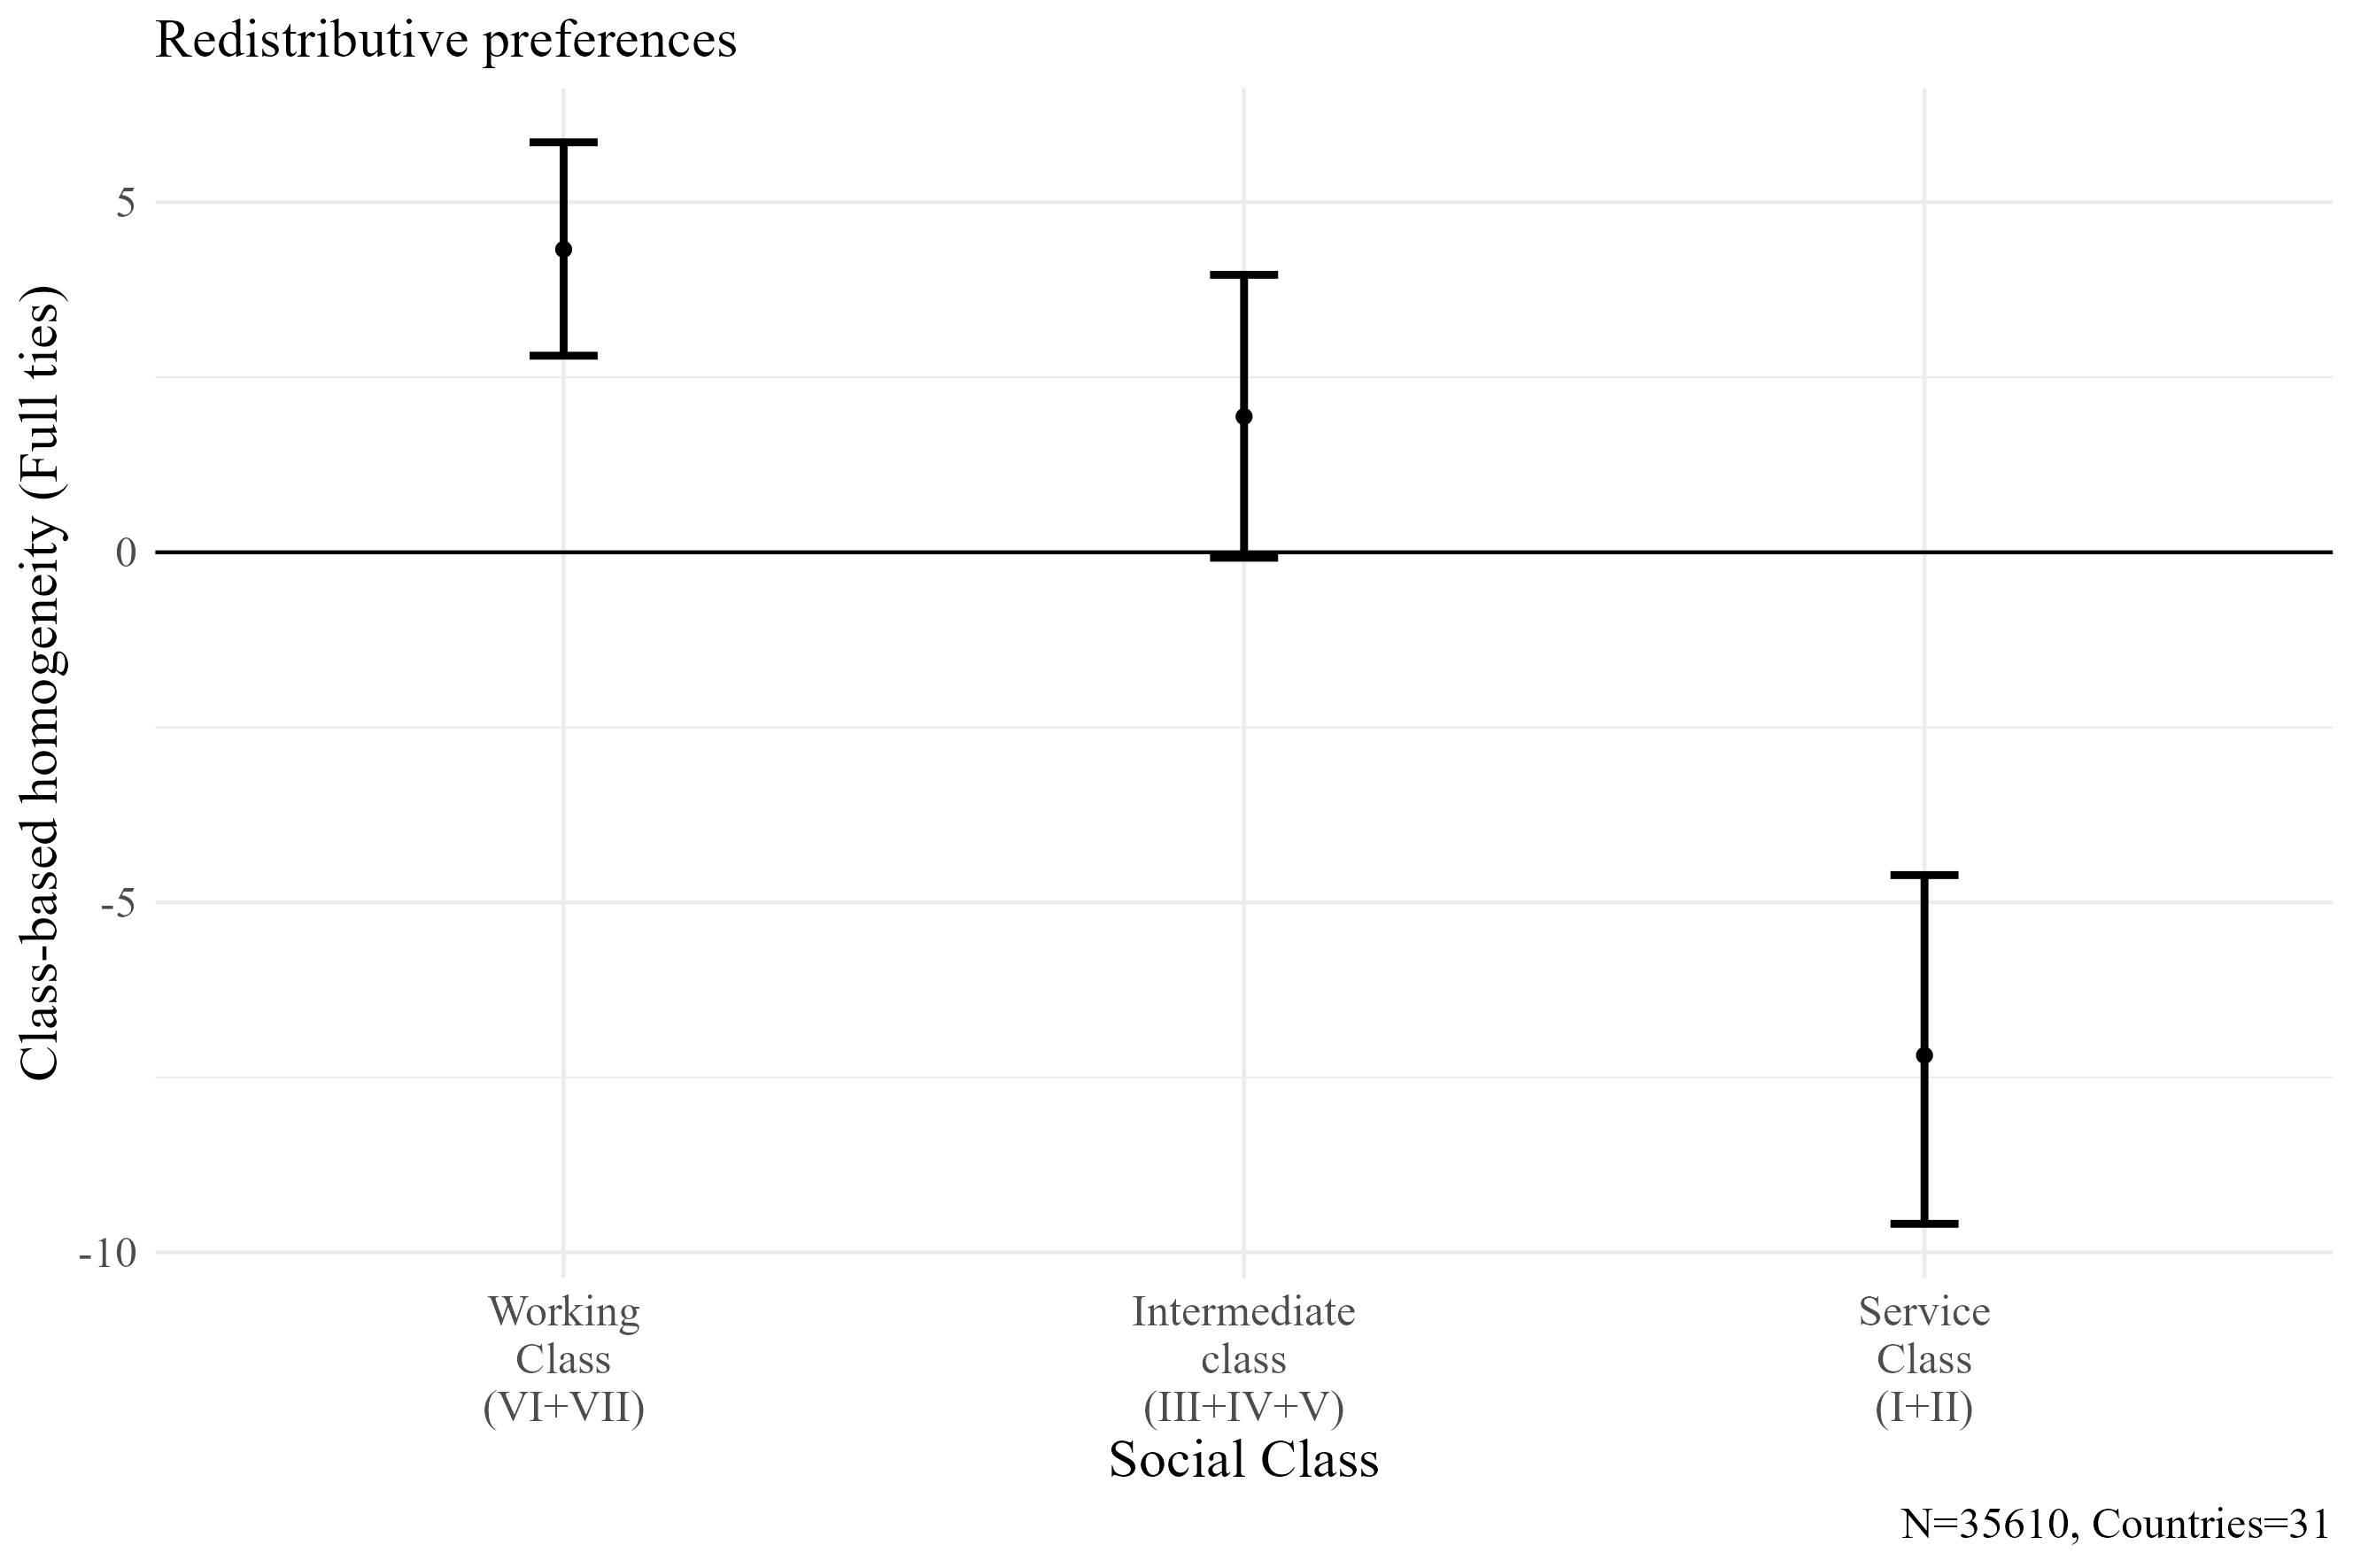 Redistributive preferences
Class-based homogeneity (Full ties)
5
0
-5
-10
Working
Class
(VI+VII)
Intermediate
class
(III+IV+V)
Service
Class
(I+II)
Social Class
N=35610, Countries=31